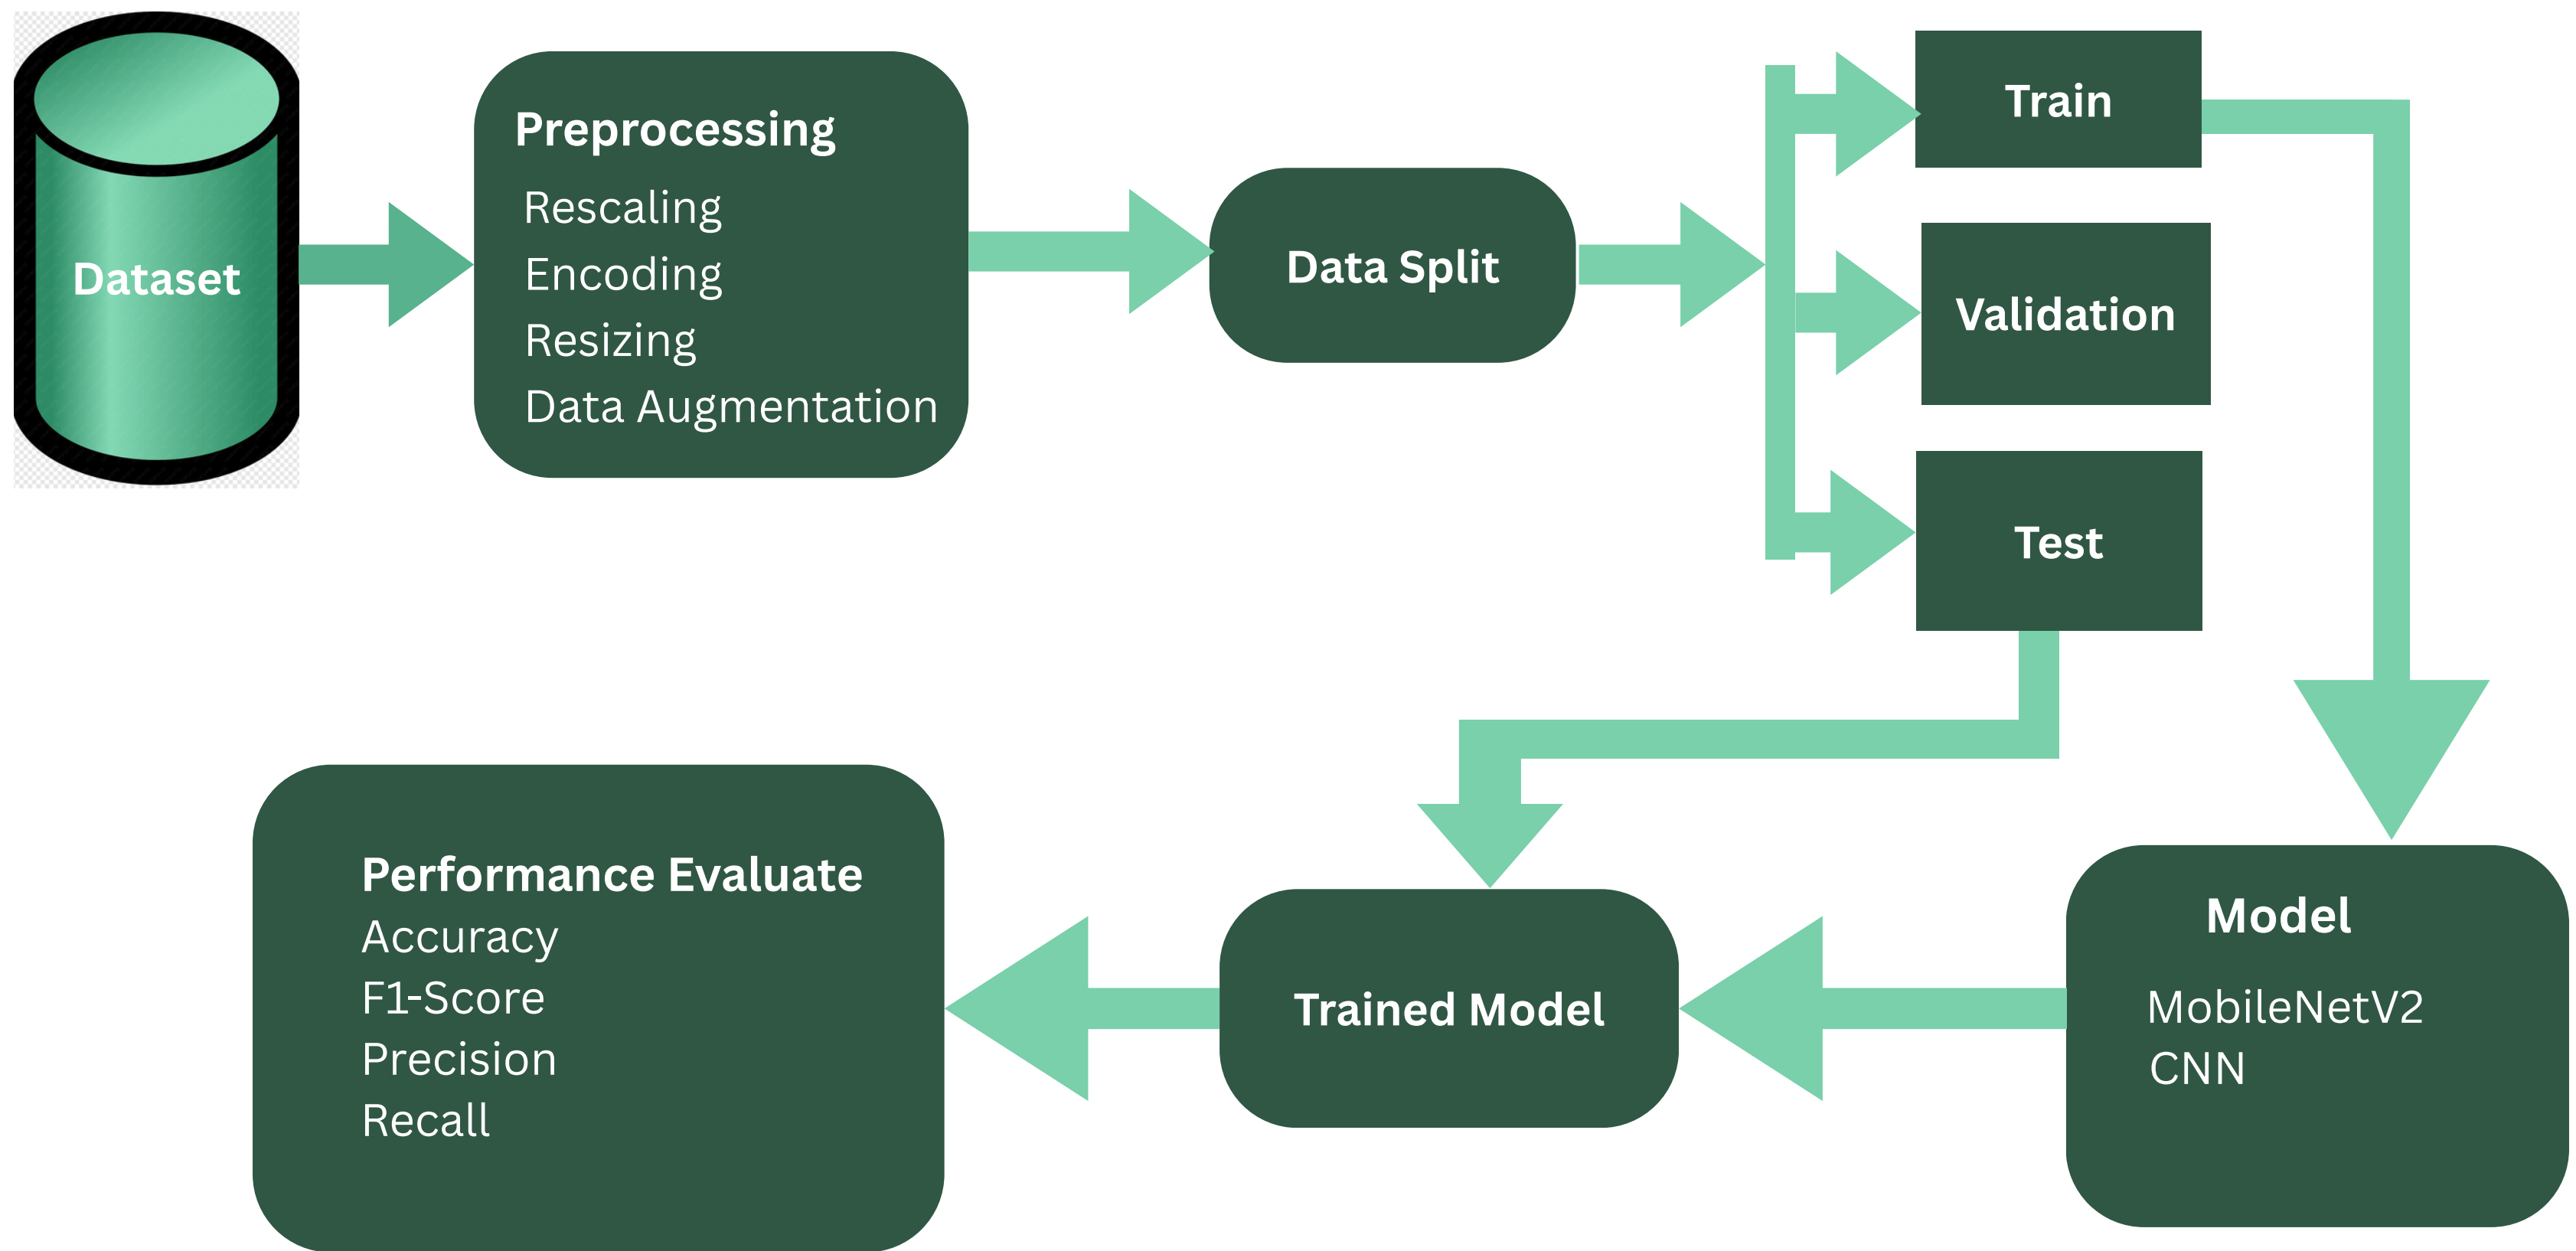 Dataset
Preprocessing
Rescaling
Encoding
Resizing
Data Augmentation
Data Split
Train
Validation
Test
Model
MobileNetV2
CNN
Trained Model
Performance Evaluate
Accuracy
F1-Score
Precision
Recall